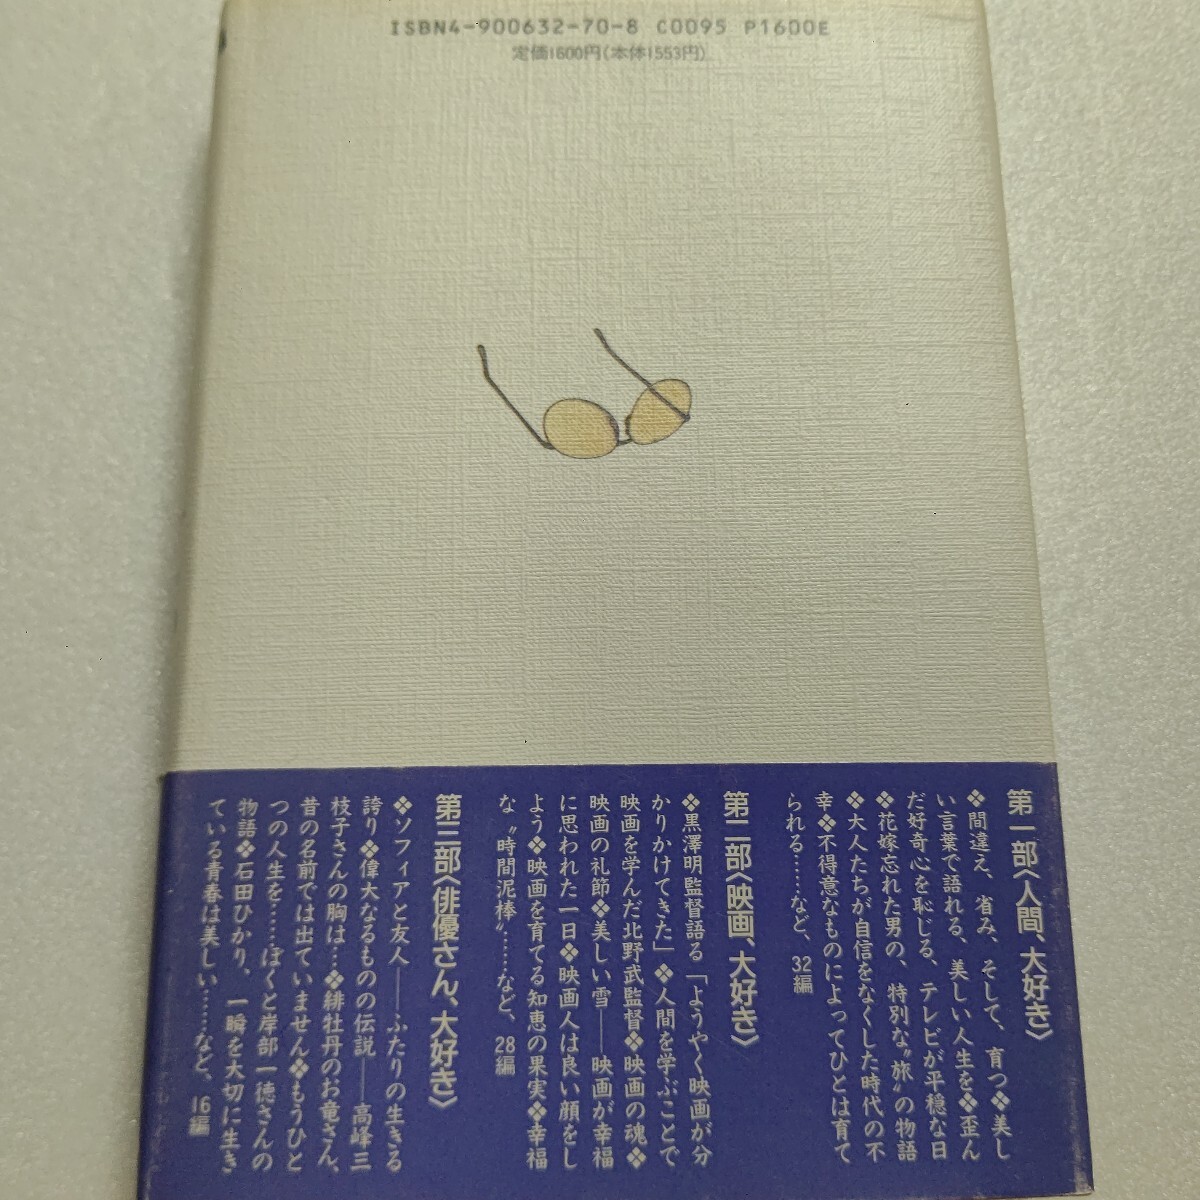 ISBN4-900632-70-8 C0095 P1600E
定価1600円(本体1553円)
第一部〈人間、大好き〉
❖間違え、省み、そして、育つ❖美し
い言葉で語れる、美しい人生を❖歪ん
だ好奇心を恥じる、テレビが平穏な日
❖花嫁忘れた男の、特別な〝旅〟の物語
❖大人たちが自信をなくした時代の不
幸❖不得意なものによってひとは育て
られる……など、32編
第二部〈映画、大好き〉
❖黒澤明監督語る「ようやく映画が分
かりかけてきた」❖人間を学ぶことで
映画を学んだ北野武監督❖映画の魂❖
映画の礼節❖美しい雪――映画が幸福
に思われた一日❖映画人は良い顔をし
よう❖映画を育てる知恵の果実❖幸福
な〝時間泥棒〟……など、28編
第三部〈俳優さん、大好き〉
❖ソフィアと友人――ふたりの生きる
誇り❖偉大なるものの伝説――高峰三
枝子さんの胸は…❖緋牡丹のお竜さん、
昔の名前では出ていません❖もうひと
つの人生を……ぼくと岸部一徳さんの
物語❖石田ひかり、一瞬を大切に生き
ている青春は美しい……など、16編